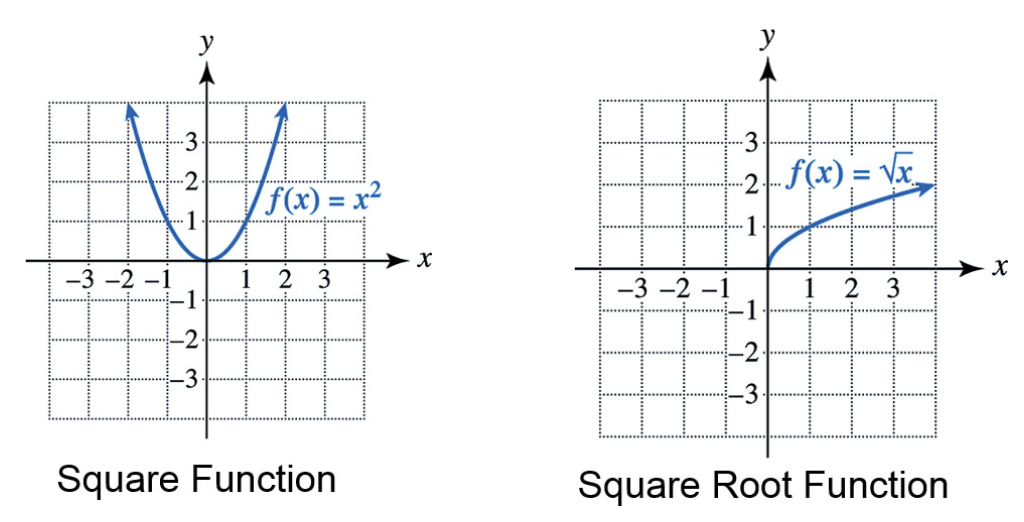 y
3
2
f(x) = x²
1
x
−3 −2 −1 1 2 3
−1
−2
−3
Square Function
y
3
f(x) = √x
2
1
x
−3 −2 −1 1 2 3
−1
−2
−3
Square Root Function